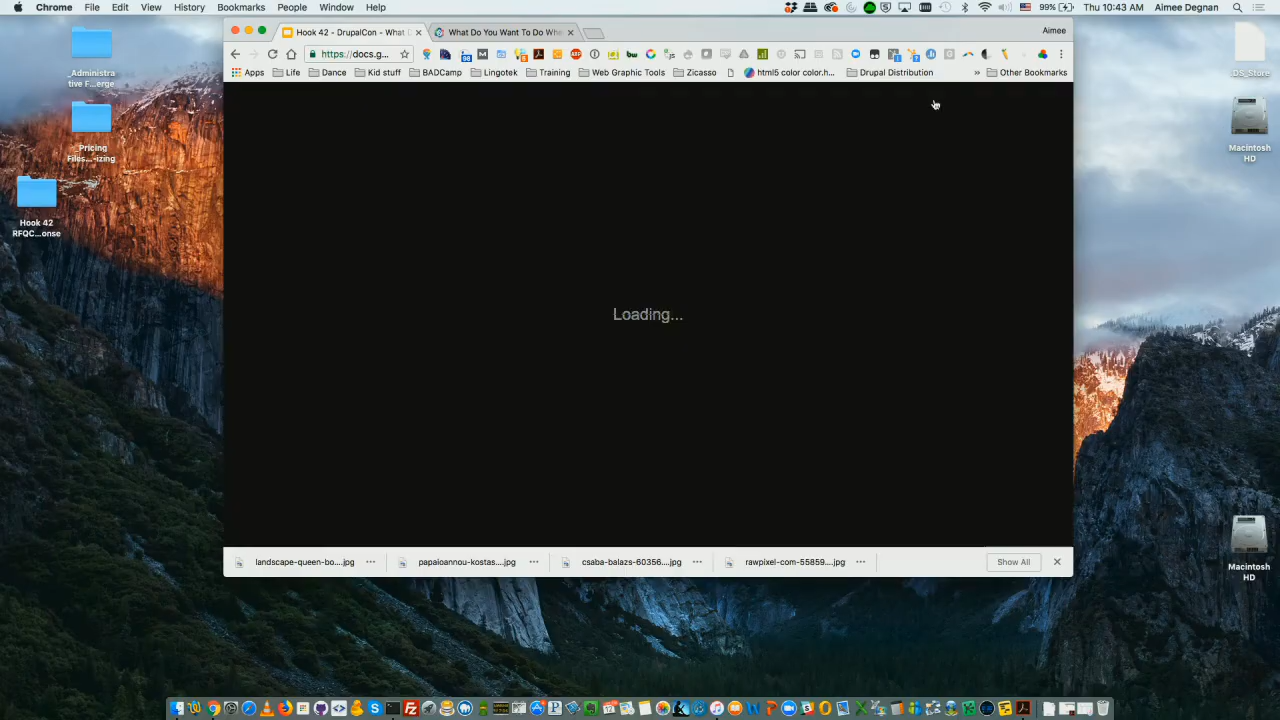 Chrome File Edit View History Bookmarks People Window Help
99% Thu 10:43 AM Aimee Degnan
Hook 42 - DrupalCon - What
What Do You Want To Do Whe
Aimee
https://docs.g...
Apps Life Dance Kid stuff BADCamp Lingotek Training Web Graphic Tools Zicasso html5 color color.h... Drupal Distribution » Other Bookmarks
_Administra
tive F...erge
_Pricing
Files...-izing
Hook 42
RFQC...onse
.DS_Store
Macintosh
HD
Loading...
landscape-queen-bo....jpg
papaioannou-kostas....jpg
csaba-balazs-60356....jpg
rawpixel-com-55859....jpg
Show All
Macintosh
HD